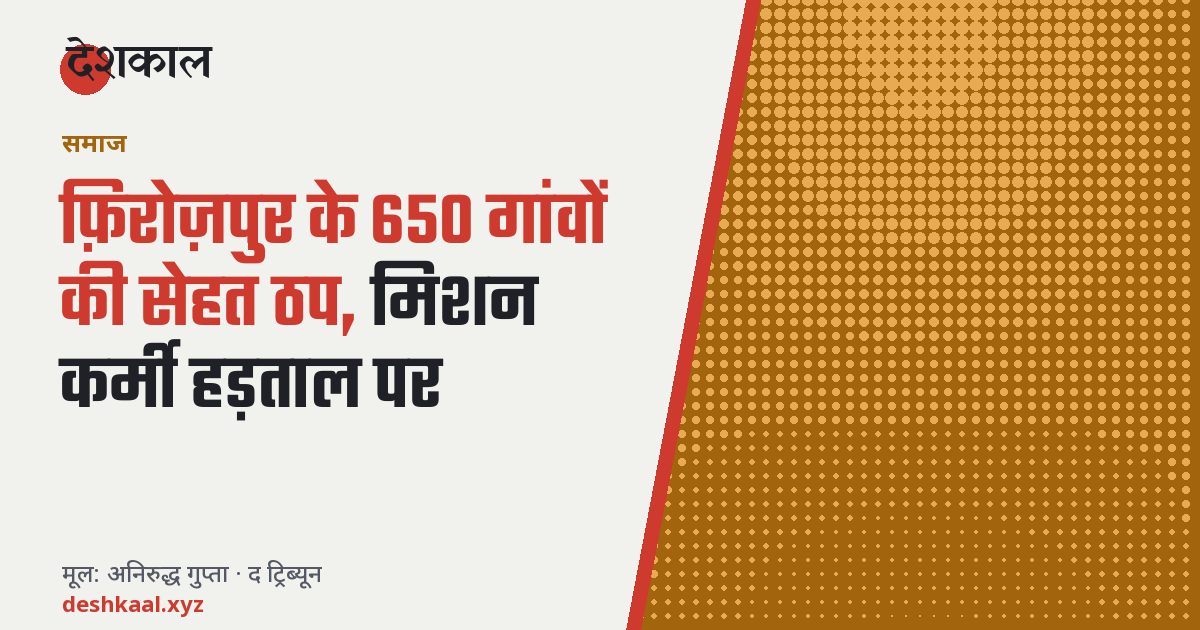 देशकाल
समाज
फ़िरोज़पुर के 650 गांवों
की सेहत ठप, मिशन
कर्मी हड़ताल पर
मूल: अनिरुद्ध गुप्ता · द ट्रिब्यून
deshkaal.xyz